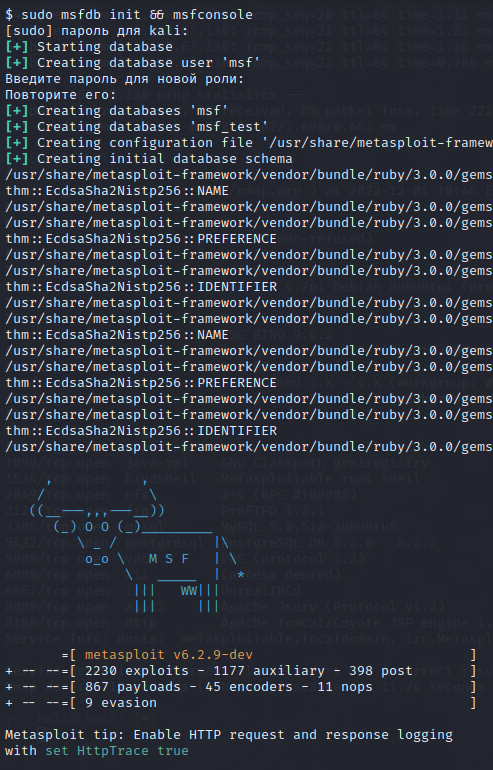 $ sudo msfdb init && msfconsole
[sudo] пароль для kali:
[+] Starting database
[+] Creating database user 'msf'
Введите пароль для новой роли:
Повторите его:
[+] Creating databases 'msf'
[+] Creating databases 'msf_test'
[+] Creating configuration file '/usr/share/metasploit-framew
[+] Creating initial database schema
/usr/share/metasploit-framework/vendor/bundle/ruby/3.0.0/gems
thm::EcdsaSha2Nistp256::NAME
/usr/share/metasploit-framework/vendor/bundle/ruby/3.0.0/gems
/usr/share/metasploit-framework/vendor/bundle/ruby/3.0.0/gems
thm::EcdsaSha2Nistp256::PREFERENCE
/usr/share/metasploit-framework/vendor/bundle/ruby/3.0.0/gems
/usr/share/metasploit-framework/vendor/bundle/ruby/3.0.0/gems
thm::EcdsaSha2Nistp256::IDENTIFIER
/usr/share/metasploit-framework/vendor/bundle/ruby/3.0.0/gems
/usr/share/metasploit-framework/vendor/bundle/ruby/3.0.0/gems
thm::EcdsaSha2Nistp256::NAME
/usr/share/metasploit-framework/vendor/bundle/ruby/3.0.0/gems
/usr/share/metasploit-framework/vendor/bundle/ruby/3.0.0/gems
thm::EcdsaSha2Nistp256::PREFERENCE
/usr/share/metasploit-framework/vendor/bundle/ruby/3.0.0/gems
/usr/share/metasploit-framework/vendor/bundle/ruby/3.0.0/gems
thm::EcdsaSha2Nistp256::IDENTIFIER
/usr/share/metasploit-framework/vendor/bundle/ruby/3.0.0/gems
     ,           ,
    /             \
   ((__---,,,---__))
      (_) O O (_)_________
         \ _ /            |\
          o_o \   M S F   | \
               \   _____  |  *
                |||   WW|||
                |||     |||
       =[ metasploit v6.2.9-dev ]
+ -- --=[ 2230 exploits - 1177 auxiliary - 398 post ]
+ -- --=[ 867 payloads - 45 encoders - 11 nops ]
+ -- --=[ 9 evasion ]
Metasploit tip: Enable HTTP request and response logging
with set HttpTrace true